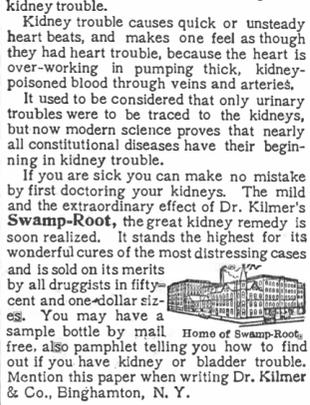 kidney trouble.
Kidney trouble causes quick or unsteady
heart beats, and makes one feel as though
they had heart trouble, because the heart is
over-working in pumping thick, kidney-
poisoned blood through veins and arteries.
It used to be considered that only urinary
troubles were to be traced to the kidneys,
but now modern science proves that nearly
all constitutional diseases have their begin-
ning in kidney trouble.
If you are sick you can make no mistake
by first doctoring your kidneys. The mild
and the extraordinary effect of Dr. Kilmer's
Swamp-Root, the great kidney remedy is
soon realized. It stands the highest for its
wonderful cures of the most distressing cases
and is sold on its merits
by all druggists in fifty-
cent and one-dollar siz-
es. You may have a
sample bottle by mail
Home of Swamp-Root.
free, also pamphlet telling you how to find
out if you have kidney or bladder trouble.
Mention this paper when writing Dr. Kilmer
& Co., Binghamton, N. Y.